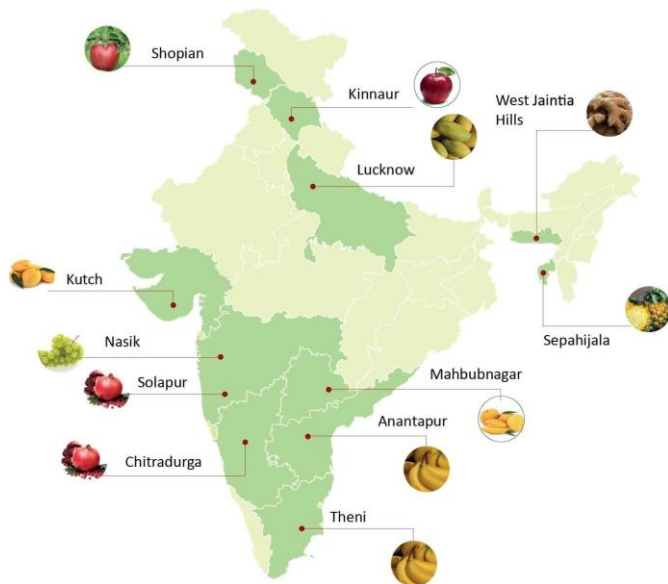 Shopian
Kinnaur
West Jaintia
Hills
Lucknow
Kutch
Sepahijala
Nasik
Mahbubnagar
Solapur
Anantapur
Chitradurga
Theni